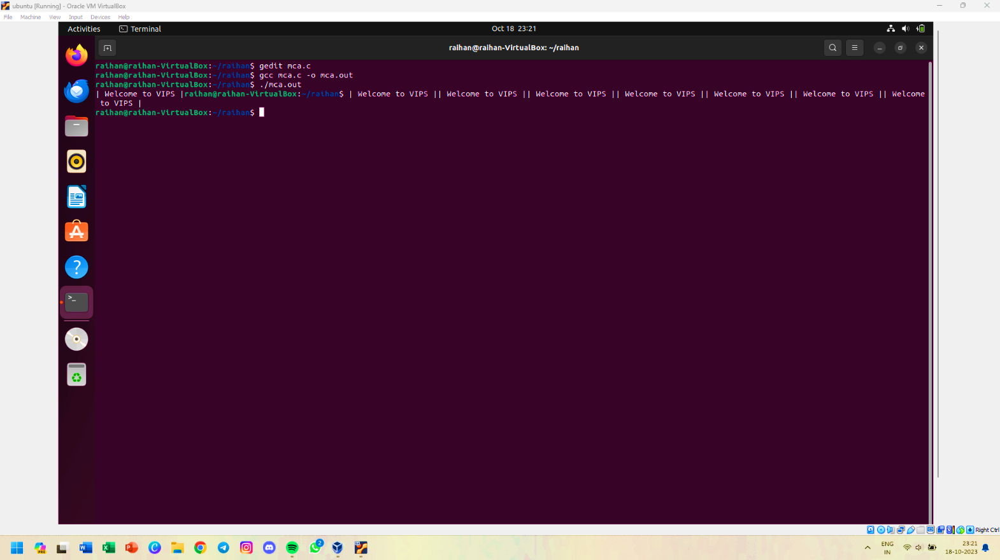 ubuntu [Running] - Oracle VM VirtualBox
File Machine View Input Devices Help
Activities Terminal Oct 18 23:21
raihan@raihan-VirtualBox: ~/raihan
raihan@raihan-VirtualBox:~/raihan$ gedit mca.c
raihan@raihan-VirtualBox:~/raihan$ gcc mca.c -o mca.out
raihan@raihan-VirtualBox:~/raihan$ ./mca.out
| Welcome to VIPS |raihan@raihan-VirtualBox:~/raihan$ | Welcome to VIPS || Welcome to VIPS || Welcome to VIPS || Welcome to VIPS || Welcome to VIPS || Welcome to VIPS || Welcome
to VIPS |
raihan@raihan-VirtualBox:~/raihan$
Right Ctrl
PRE
2
ENG
IN
23:21
18-10-2023